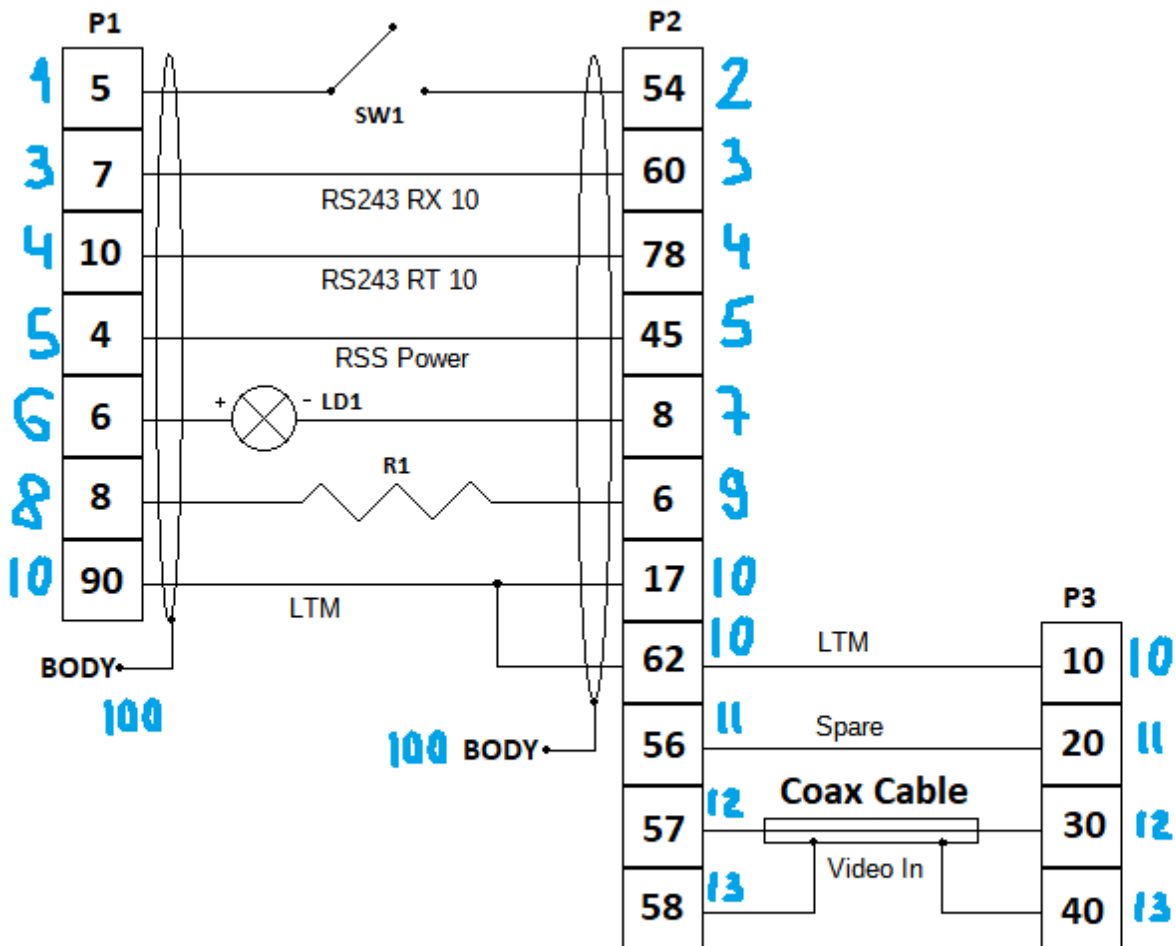 P1 P2
1 5 SW1 54 2
3 7 RS243 RX 10 60 3
4 10 RS243 RT 10 78 4
5 4 RSS Power 45 5
6 6 + - LD1 8 7
8 8 R1 6 9
10 90 LTM 17 10
P3
BODY 62 10 LTM 10 10
100
100 BODY 56 11 Spare 20 11
Coax Cable
57 12 30 12
Video In
58 13 40 13